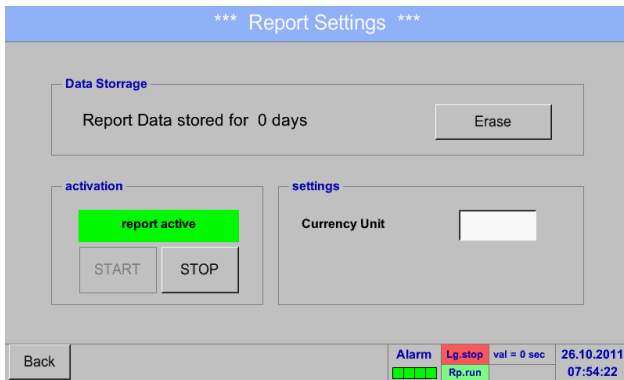 *** Report Settings ***
Data Storrage
Report Data stored for 0 days
Erase
activation
report active
START
STOP
settings
Currency Unit
Back
Alarm
Lg.stop
val = 0 sec
26.10.2011
Rp.run
07:54:22